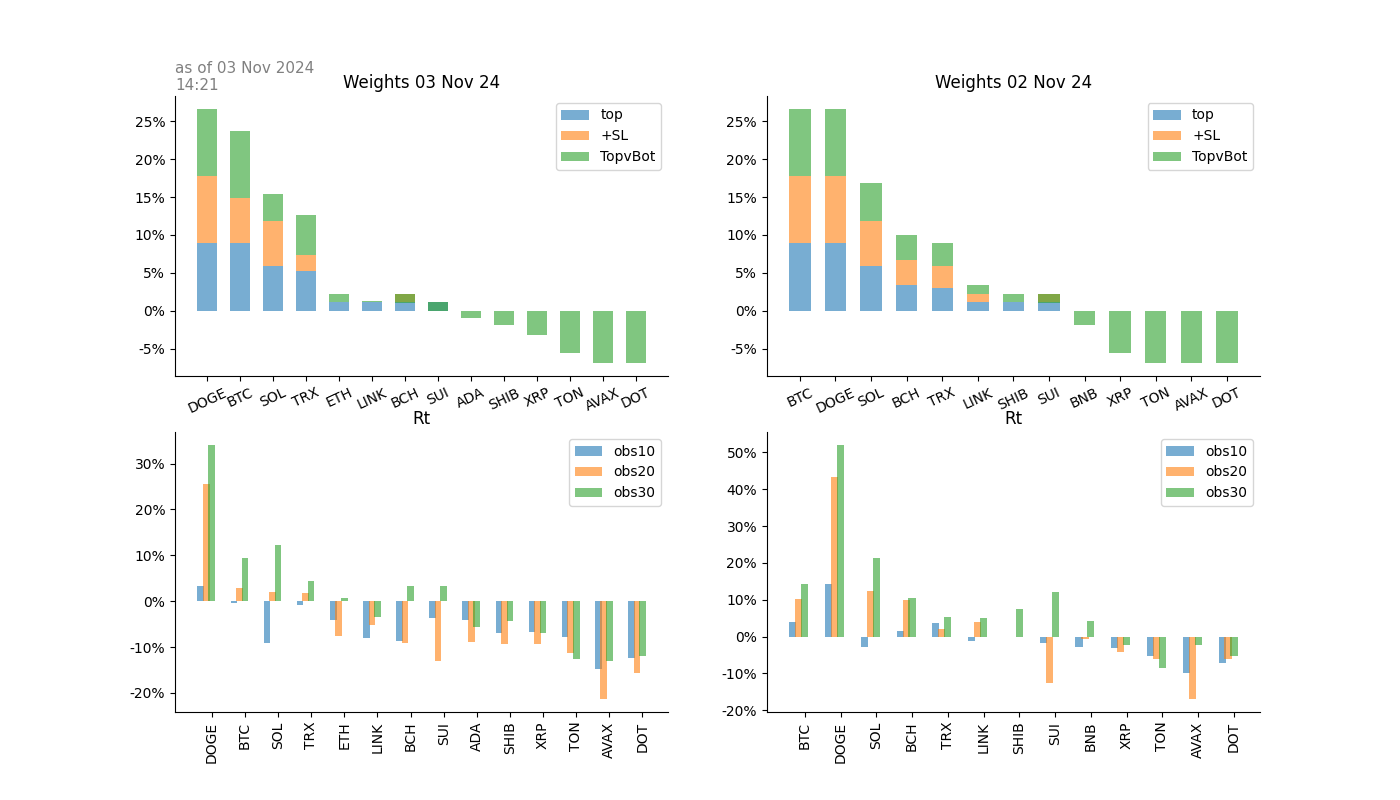 as of 03 Nov 2024
14:21
Weights 03 Nov 24
25%
20%
15%
10%
5%
0%
-5%
top
+SL
TopvBot
DOGE BTC SOL TRX ETH LINK BCH SUI ADA SHIB XRP TON AVAX DOT
Weights 02 Nov 24
25%
20%
15%
10%
5%
0%
-5%
top
+SL
TopvBot
BTC DOGE SOL BCH TRX LINK SHIB SUI BNB XRP TON AVAX DOT
Rt
30%
20%
10%
0%
-10%
-20%
obs10
obs20
obs30
DOGE BTC SOL TRX ETH LINK BCH SUI ADA SHIB XRP TON AVAX DOT
Rt
50%
40%
30%
20%
10%
0%
-10%
-20%
obs10
obs20
obs30
BTC DOGE SOL BCH TRX LINK SHIB SUI BNB XRP TON AVAX DOT